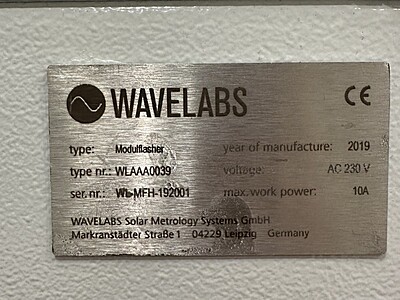 WAVELABS CE
type: Modulflasher year of manufacture: 2019
type nr.: WLAAA0039 voltage: AC 230 V
ser. nr.: WL-MFH-192001 max. work power: 10A
WAVELABS Solar Metrology Systems GmbH
Markranstädter Straße 1 04229 Leipzig Germany